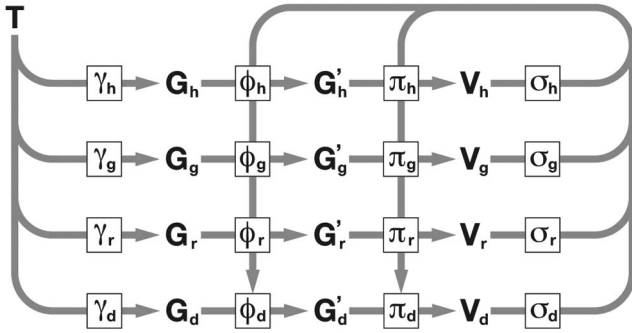 T
γh Gh ϕh G'h πh Vh σh
γg Gg ϕg G'g πg Vg σg
γr Gr ϕr G'r πr Vr σr
γd Gd ϕd G'd πd Vd σd